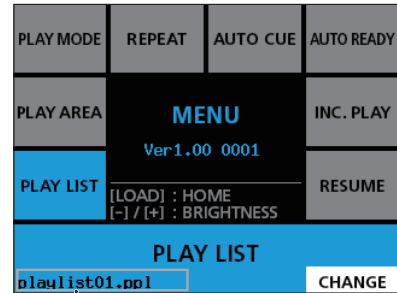 PLAY MODE REPEAT AUTO CUE AUTO READY
PLAY AREA MENU INC. PLAY
Ver1.00 0001
PLAY LIST RESUME
[LOAD] : HOME
[–] / [+] : BRIGHTNESS
PLAY LIST
playlist01.ppl CHANGE